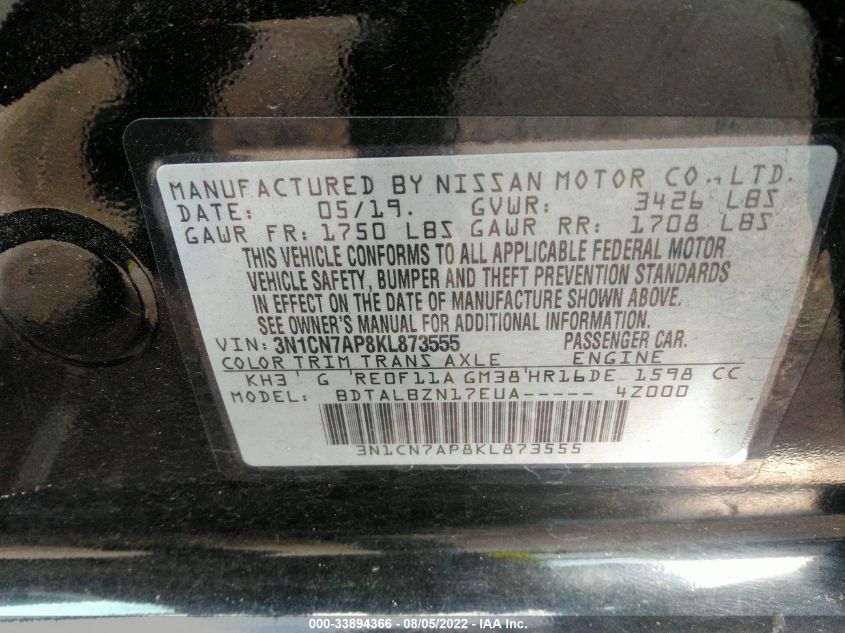 MANUFACTURED BY NISSAN MOTOR CO., LTD.
DATE: 05/19. GVWR: 3426 LBS
GAWR FR: 1750 LBS GAWR RR: 1708 LBS
THIS VEHICLE CONFORMS TO ALL APPLICABLE FEDERAL MOTOR
VEHICLE SAFETY, BUMPER AND THEFT PREVENTION STANDARDS
IN EFFECT ON THE DATE OF MANUFACTURE SHOWN ABOVE.
SEE OWNER'S MANUAL FOR ADDITIONAL INFORMATION.
VIN: 3N1CN7AP8KL873555 PASSENGER CAR.
COLOR TRIM TRANS AXLE ENGINE
KH3 G RE0F11A GM38 HR16DE 1598 CC
MODEL: BDTALBZN17EUA----- 4Z000
3N1CN7AP8KL873555
000-33894366 - 08/05/2022 - IAA Inc.